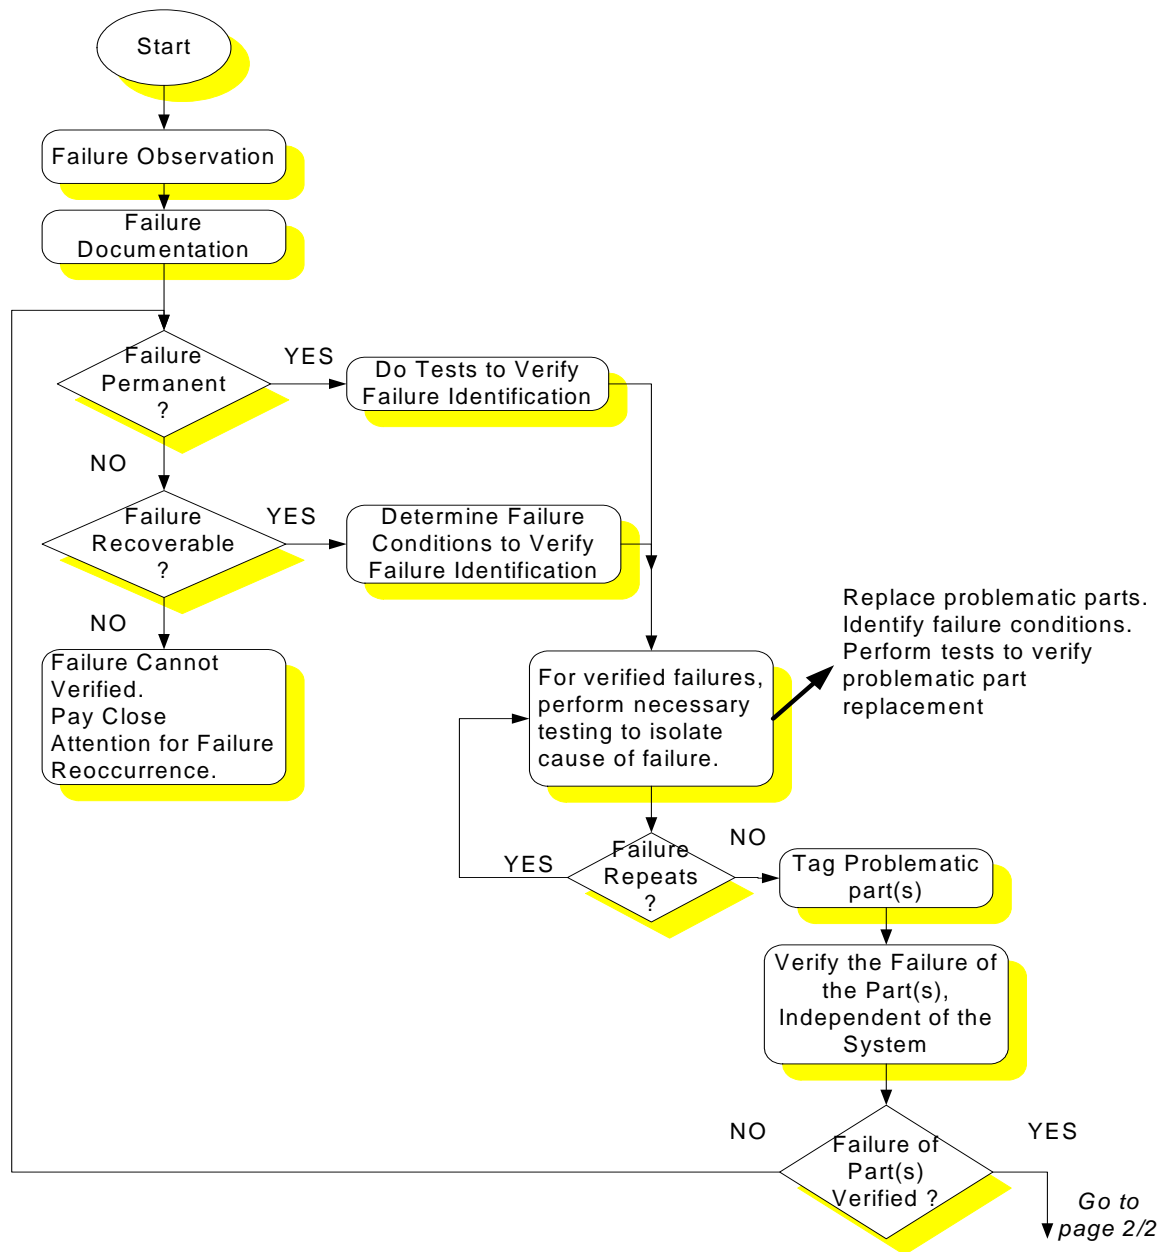 Start
Failure Observation
Failure
Documentation
Failure
Permanent
?
YES
Do Tests to Verify
Failure Identification
NO
Failure
Recoverable
?
YES
Determine Failure
Conditions to Verify
Failure Identification
NO
Failure Cannot
Verified.
Pay Close
Attention for Failure
Reoccurrence.
For verified failures,
perform necessary
testing to isolate
cause of failure.
Replace problematic parts.
Identify failure conditions.
Perform tests to verify
problematic part
replacement
Failure
Repeats
?
YES
NO
Tag Problematic
part(s)
Verify the Failure of
the Part(s),
Independent of the
System
Failure of
Part(s)
Verified ?
NO
YES
Go to
page 2/2